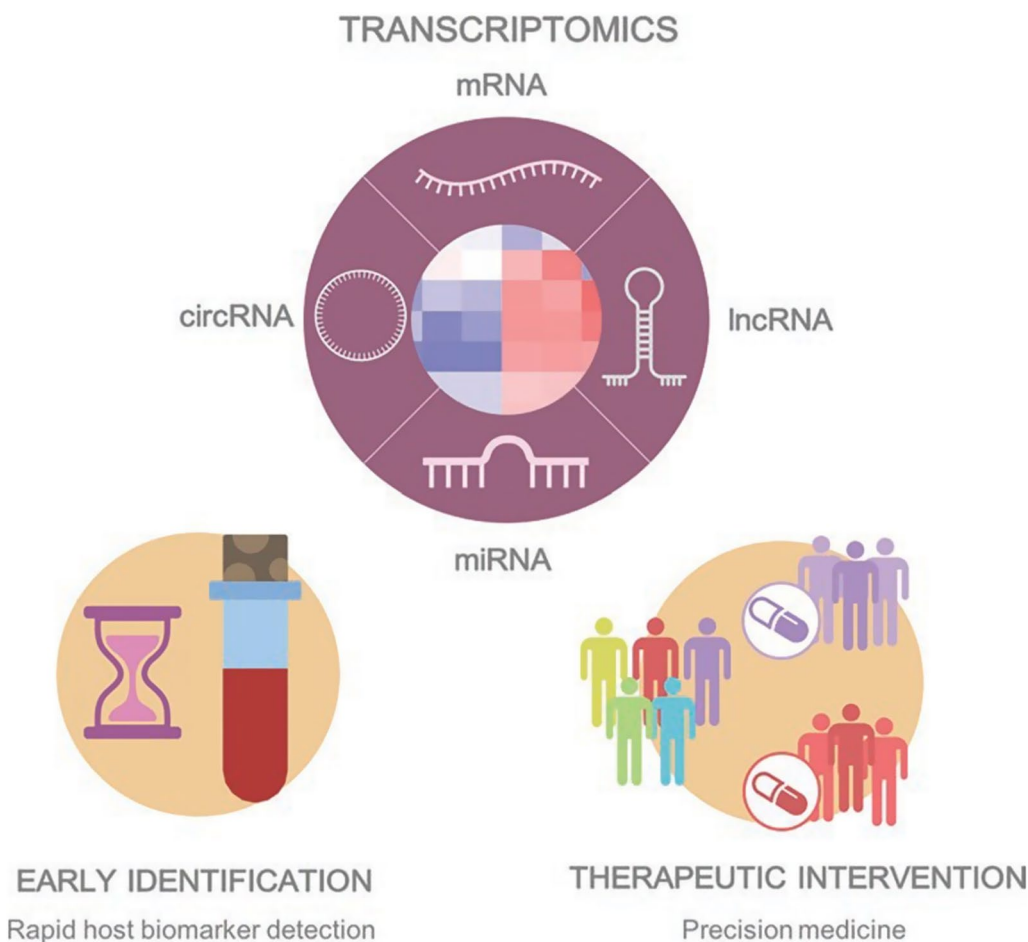 TRANSCRIPTOMICS
mRNA
circRNA
lncRNA
miRNA
EARLY IDENTIFICATION
Rapid host biomarker detection
THERAPEUTIC INTERVENTION
Precision medicine